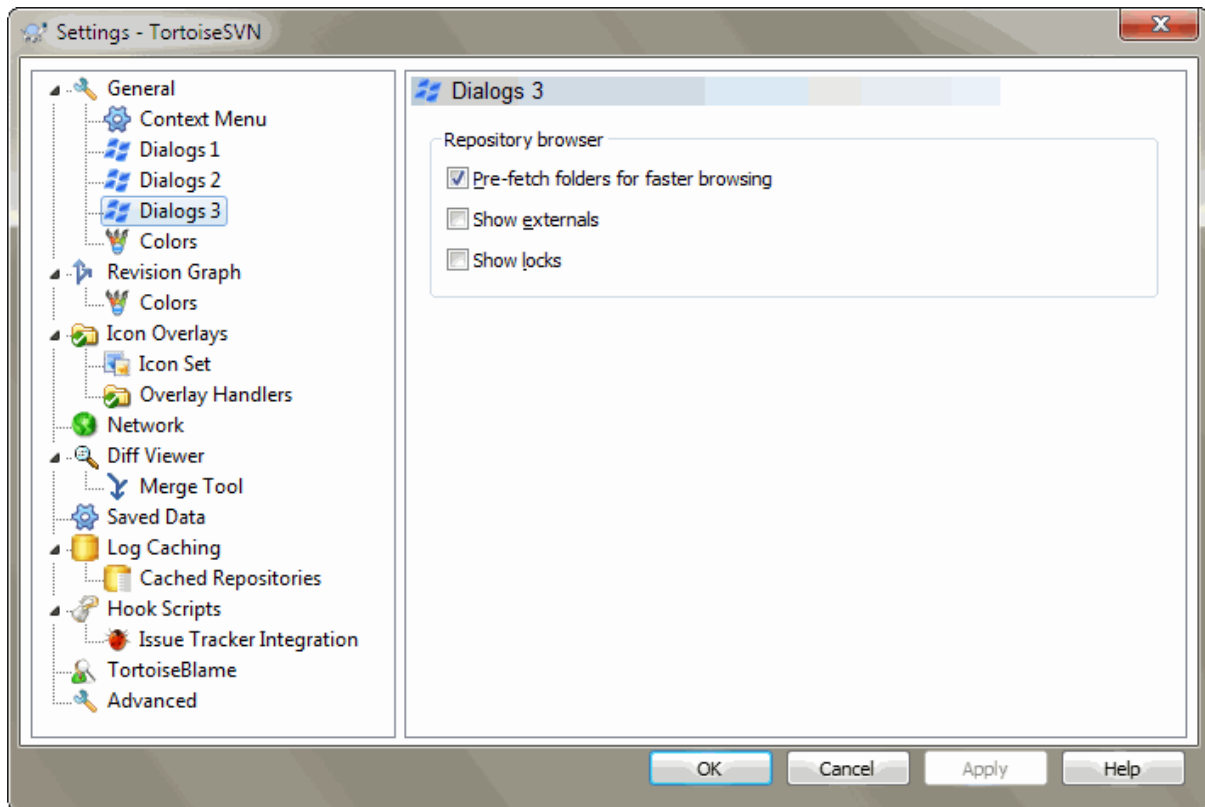 Settings - TortoiseSVN
General
Context Menu
Dialogs 1
Dialogs 2
Dialogs 3
Colors
Revision Graph
Colors
Icon Overlays
Icon Set
Overlay Handlers
Network
Diff Viewer
Merge Tool
Saved Data
Log Caching
Cached Repositories
Hook Scripts
Issue Tracker Integration
TortoiseBlame
Advanced
Dialogs 3
Repository browser
Pre-fetch folders for faster browsing
Show externals
Show locks
OK Cancel Apply Help